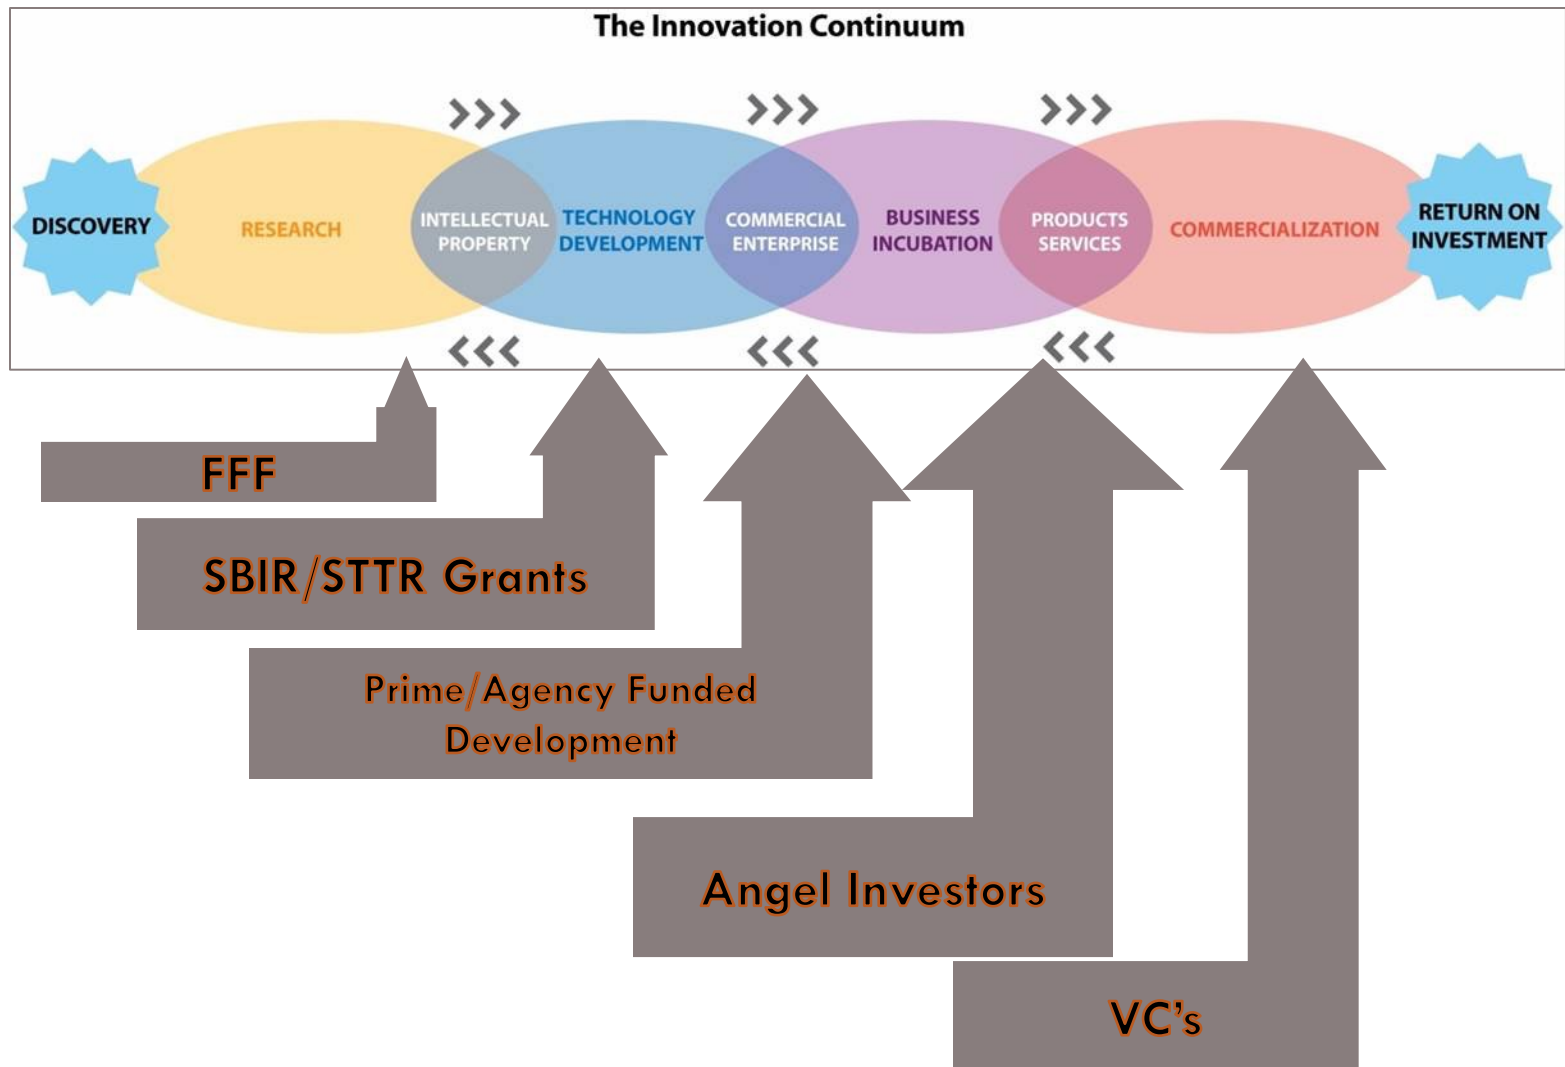 The Innovation Continuum
DISCOVERY
RESEARCH
INTELLECTUAL
PROPERTY
TECHNOLOGY
DEVELOPMENT
COMMERCIAL
ENTERPRISE
BUSINESS
INCUBATION
PRODUCTS
SERVICES
COMMERCIALIZATION
RETURN ON
INVESTMENT
FFF
SBIR/STTR Grants
Prime/Agency Funded
Development
Angel Investors
VC’s